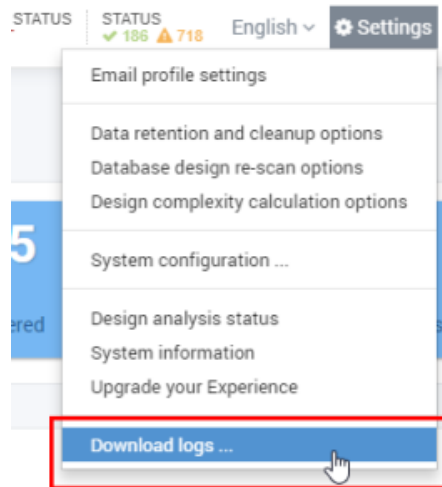 STATUS
STATUS
186 718
English
Settings
Email profile settings
Data retention and cleanup options
Database design re-scan options
Design complexity calculation options
5
System configuration ...
Design analysis status
ered
System information
Upgrade your Experience
Download logs ...